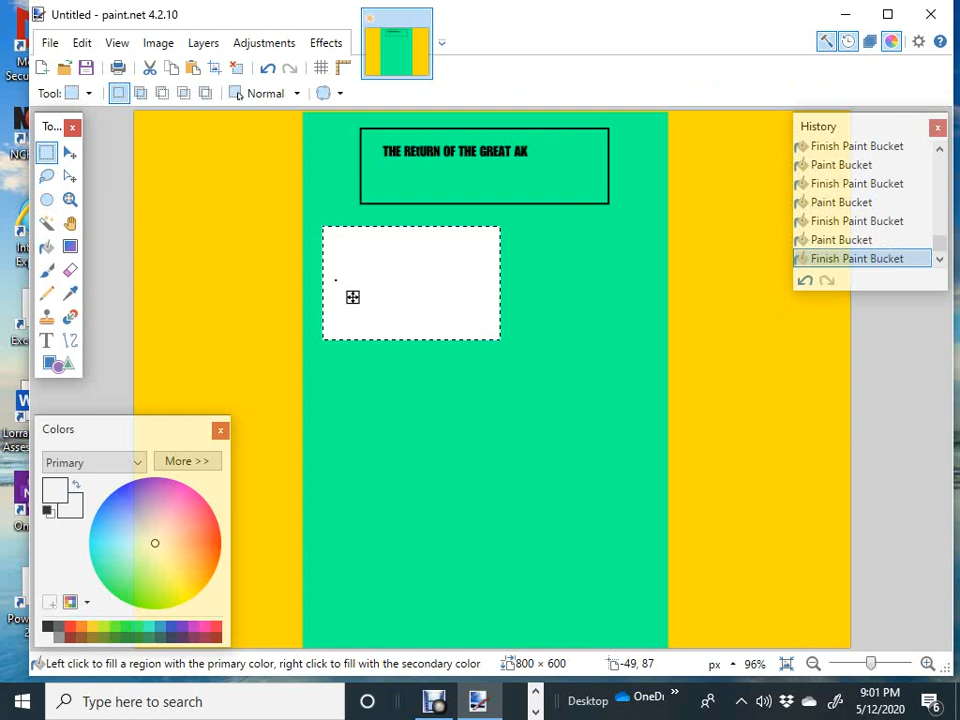 Untitled - paint.net 4.2.10
File Edit View Image Layers Adjustments Effects
Tool: Normal
To...
THE REtURN OF THE GREAT AK
History
Finish Paint Bucket
Paint Bucket
Finish Paint Bucket
Paint Bucket
Finish Paint Bucket
Paint Bucket
Finish Paint Bucket
Colors
Primary
More >>
Left click to fill a region with the primary color, right click to fill with the secondary color
800 × 600
-49, 87
px
96%
Type here to search
Desktop
OneDr
9:01 PM
5/12/2020
6